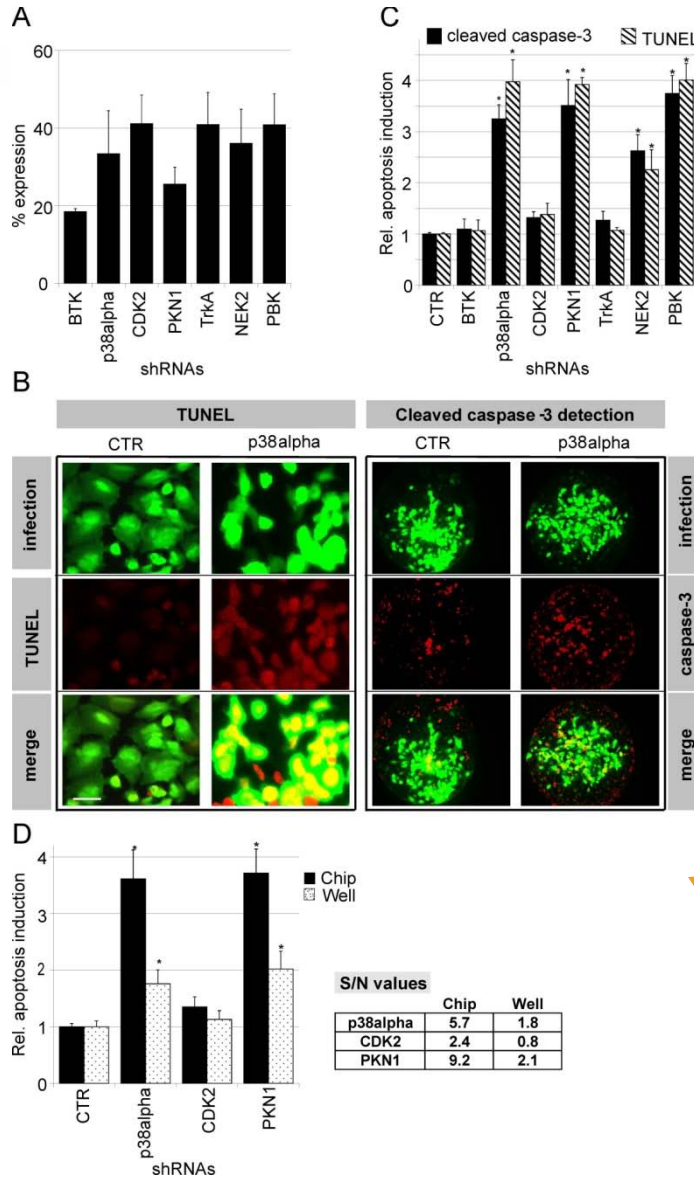 A
60
40
20
0
% expression
BTK
p38alpha
CDK2
PKN1
TrkA
NEK2
PBK
shRNAs
C
cleaved caspase-3
TUNEL
4
3
2
1
0
Rel. apoptosis induction
* * * * * * * *
CTR
BTK
p38alpha
CDK2
PKN1
TrkA
NEK2
PBK
shRNAs
B
TUNEL
Cleaved caspase -3 detection
CTR
p38alpha
CTR
p38alpha
infection
infection
TUNEL
caspase-3
merge
merge
D
4
3
2
1
0
Rel. apoptosis induction
* * * *
Chip
Well
CTR
p38alpha
CDK2
PKN1
shRNAs
S/N values
Chip Well
p38alpha 5.7 1.8
CDK2 2.4 0.8
PKN1 9.2 2.1